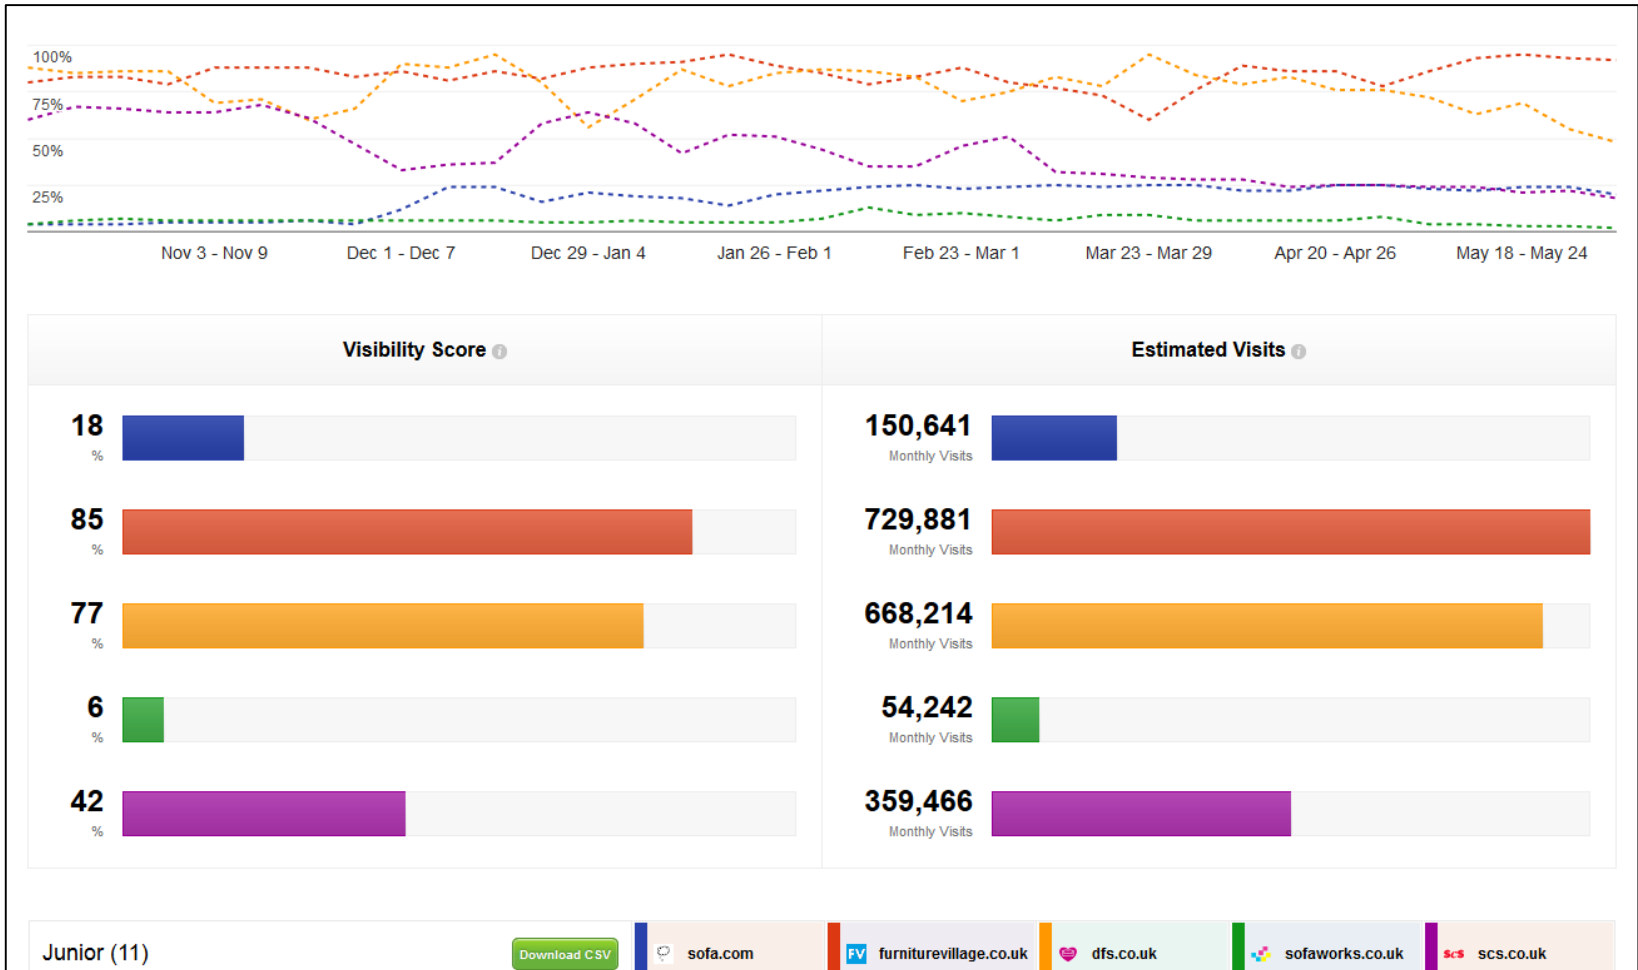 100%
75%
50%
25%
Nov 3 - Nov 9 Dec 1 - Dec 7 Dec 29 - Jan 4 Jan 26 - Feb 1 Feb 23 - Mar 1 Mar 23 - Mar 29 Apr 20 - Apr 26 May 18 - May 24
Visibility Score i Estimated Visits i
18 150,641
% Monthly Visits
85 729,881
% Monthly Visits
77 668,214
% Monthly Visits
6 54,242
% Monthly Visits
42 359,466
% Monthly Visits
Junior (11) Download CSV sofa.com FV furniturevillage.co.uk dfs.co.uk sofaworks.co.uk scs scs.co.uk